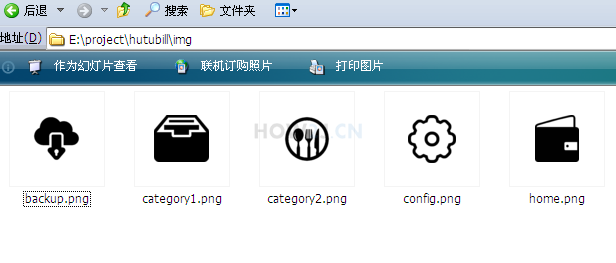 后退 搜索 文件夹
地址(D) E:\project\hutubill\img
作为幻灯片查看 联机订购照片 打印图片
backup.png category1.png category2.png config.png home.png